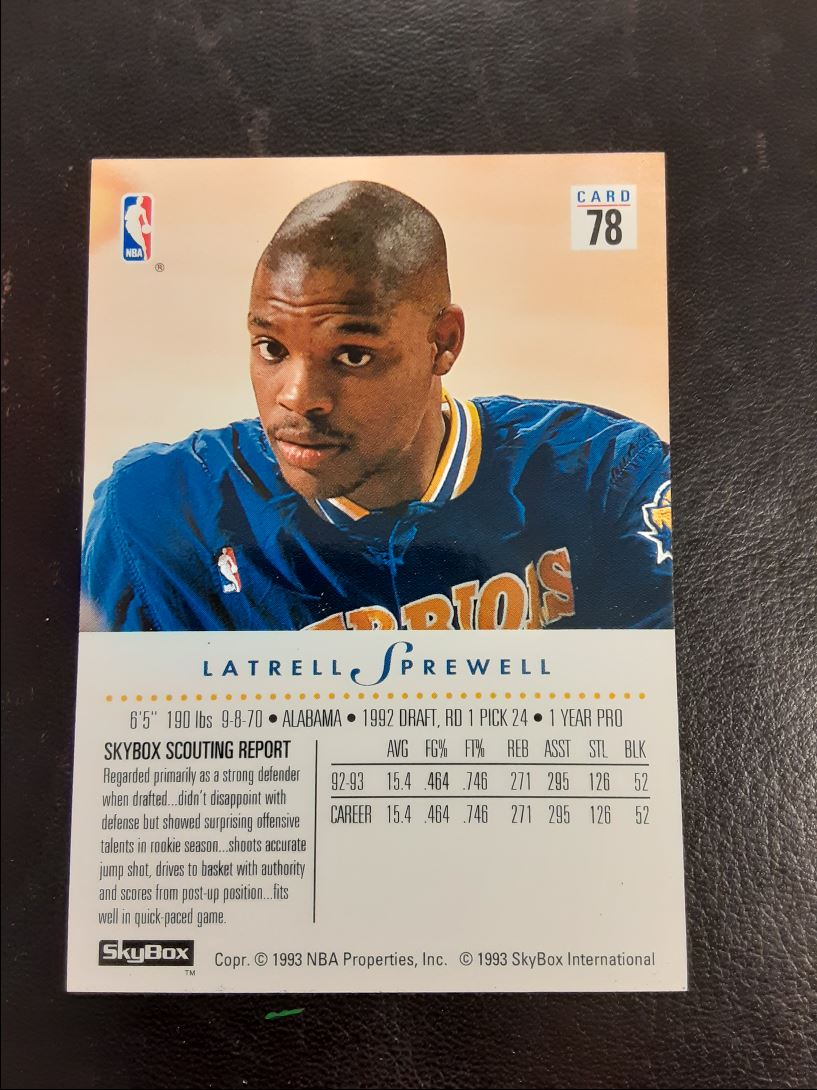 CARD
78
NBA
®
RRIORS
LATRELL SPREWELL
6'5" 190 lbs 9-8-70 • ALABAMA • 1992 DRAFT, RD 1 PICK 24 • 1 YEAR PRO
SKYBOX SCOUTING REPORT
Regarded primarily as a strong defender
when drafted...didn't disappoint with
defense but showed surprising offensive
talents in rookie season...shoots accurate
jump shot, drives to basket with authority
and scores from post-up position...fits
well in quick-paced game.
AVG FG% FT% REB ASST STL BLK
92-93 15.4 .464 .746 271 295 126 52
CAREER 15.4 .464 .746 271 295 126 52
SkyBox
TM
Copr. © 1993 NBA Properties, Inc. © 1993 SkyBox International